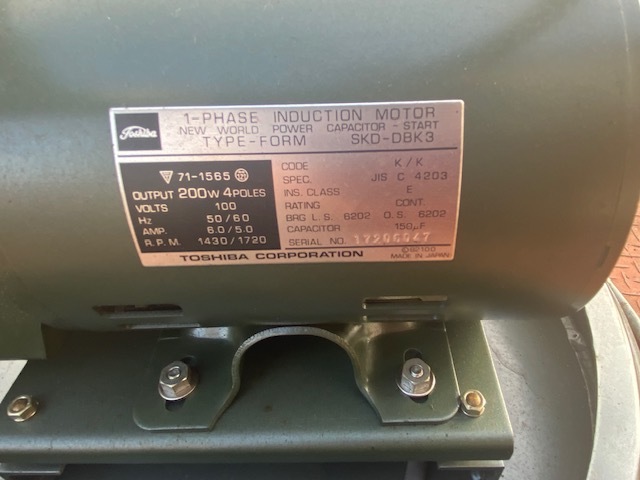 Toshiba
1-PHASE INDUCTION MOTOR
NEW WORLD POWER CAPACITOR-START
TYPE-FORM SKD-DBK3
71-1565
OUTPUT 200W 4POLES
VOLTS 100
Hz 50/60
AMP. 6.0/5.0
R.P.M. 1430/1720
CODE K/K
SPEC. JIS C 4203
INS. CLASS E
RATING CONT.
BRG L.S. 6202 O.S. 6202
CAPACITOR 150µF
SERIAL NO.
TOSHIBA CORPORATION
MADE IN JAPAN